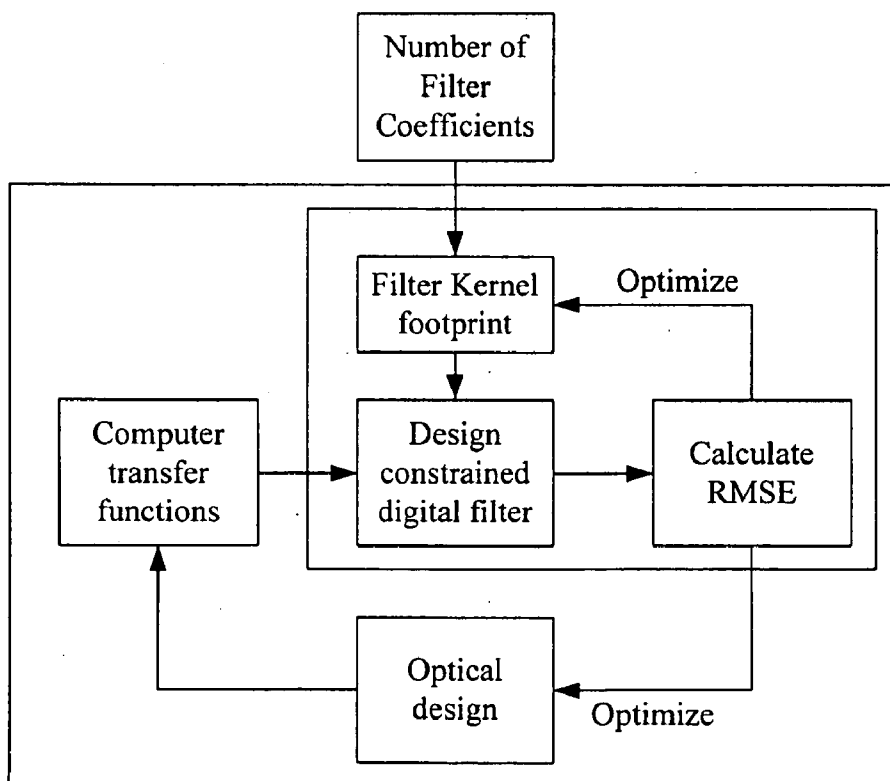 Number of
Filter
Coefficients
Filter Kernel
footprint
Optimize
Computer
transfer
functions
Design
constrained
digital filter
Calculate
RMSE
Optical
design
Optimize